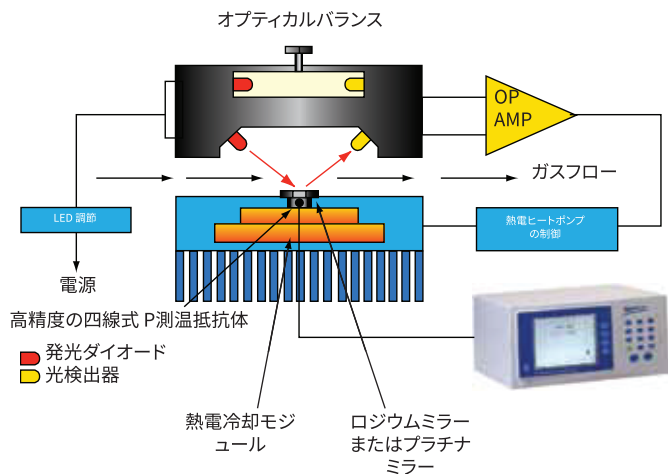 オプティカルバランス
OP
AMP
ガスフロー
LED 調節
熱電ヒートポンプ
の制御
電源
高精度の四線式 P測温抵抗体
発光ダイオード
光検出器
熱電冷却モジ
ュール
ロジウムミラー
またはプラチナ
ミラー